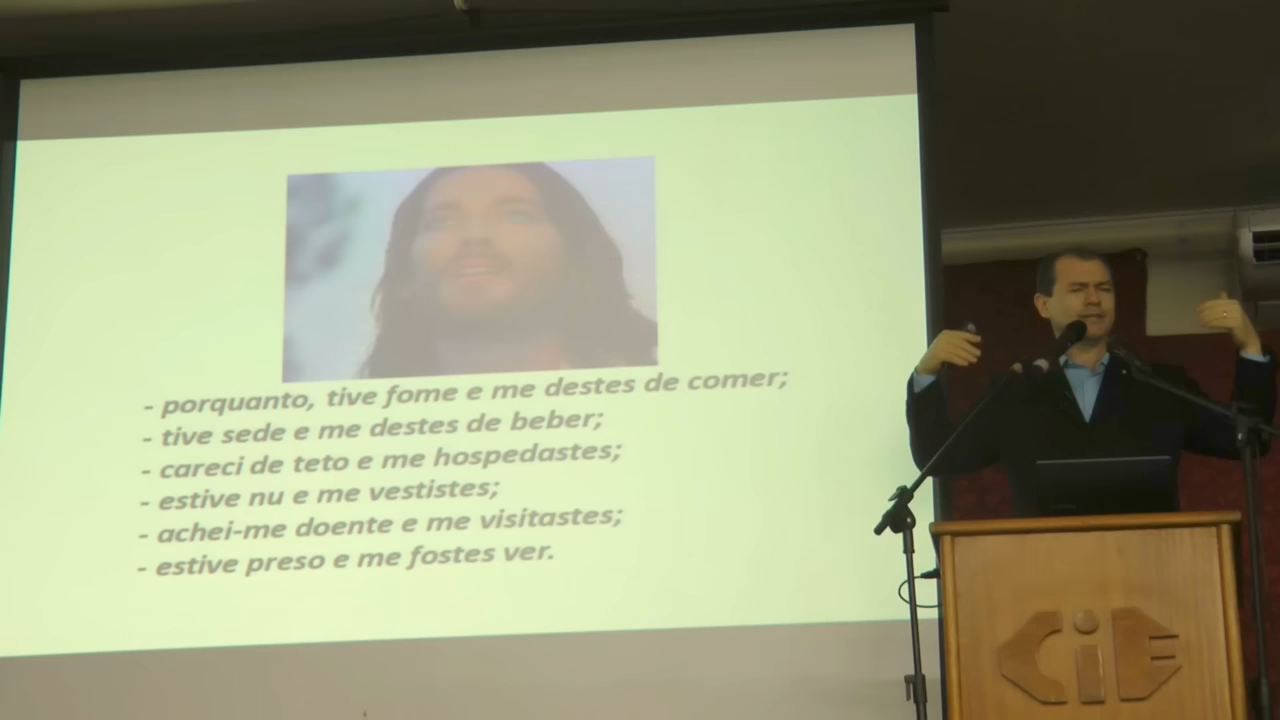 - porquanto, tive fome e me destes de comer;
- tive sede e me destes de beber;
- careci de teto e me hospedastes;
- estive nu e me vestistes;
- achei-me doente e me visitastes;
- estive preso e me fostes ver.
CiE